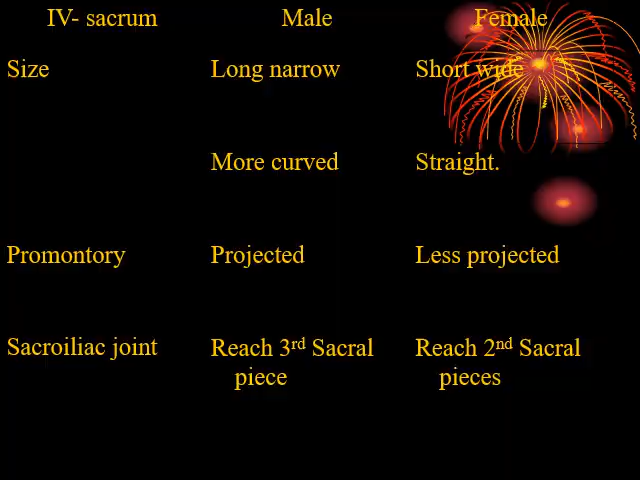 IV- sacrum Male Female
Size Long narrow Short wide
More curved Straight.
Promontory Projected Less projected
Sacroiliac joint Reach 3rd Sacral Reach 2nd Sacral
piece pieces